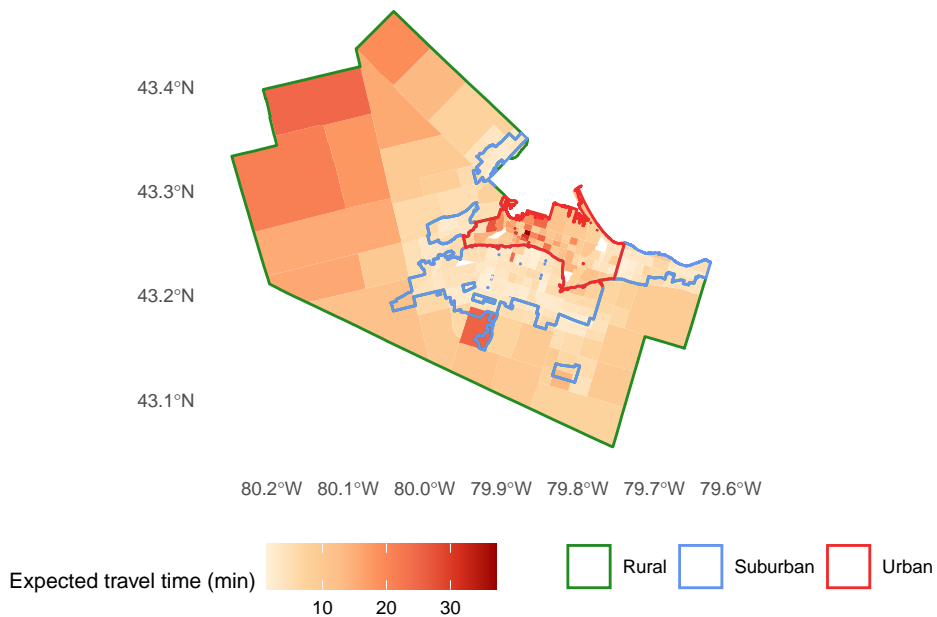 43.4°N
43.3°N
43.2°N
43.1°N
80.2°W 80.1°W 80.0°W 79.9°W 79.8°W 79.7°W 79.6°W
Expected travel time (min)
10 20 30
Rural Suburban Urban